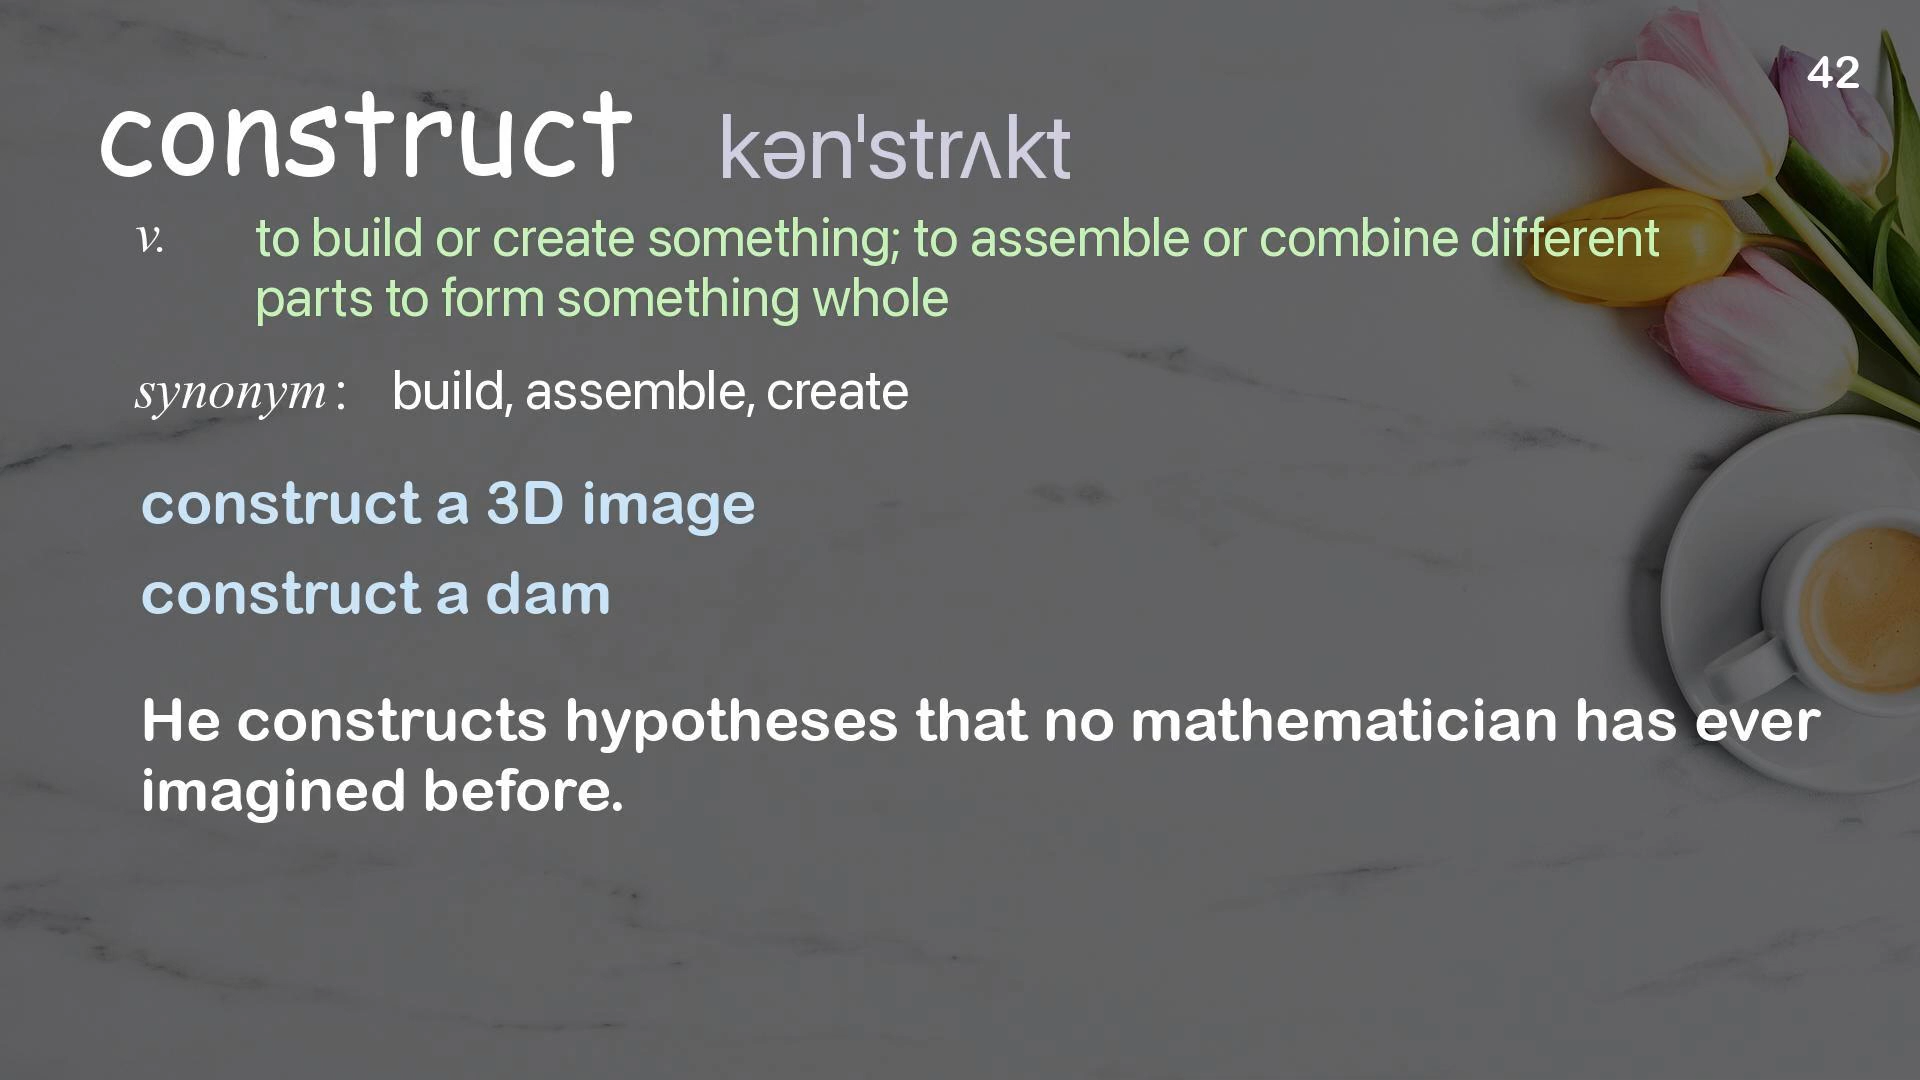 42
construct kən'strʌkt
v. to build or create something; to assemble or combine different
parts to form something whole
synonym: build, assemble, create
construct a 3D image
construct a dam
He constructs hypotheses that no mathematician has ever
imagined before.